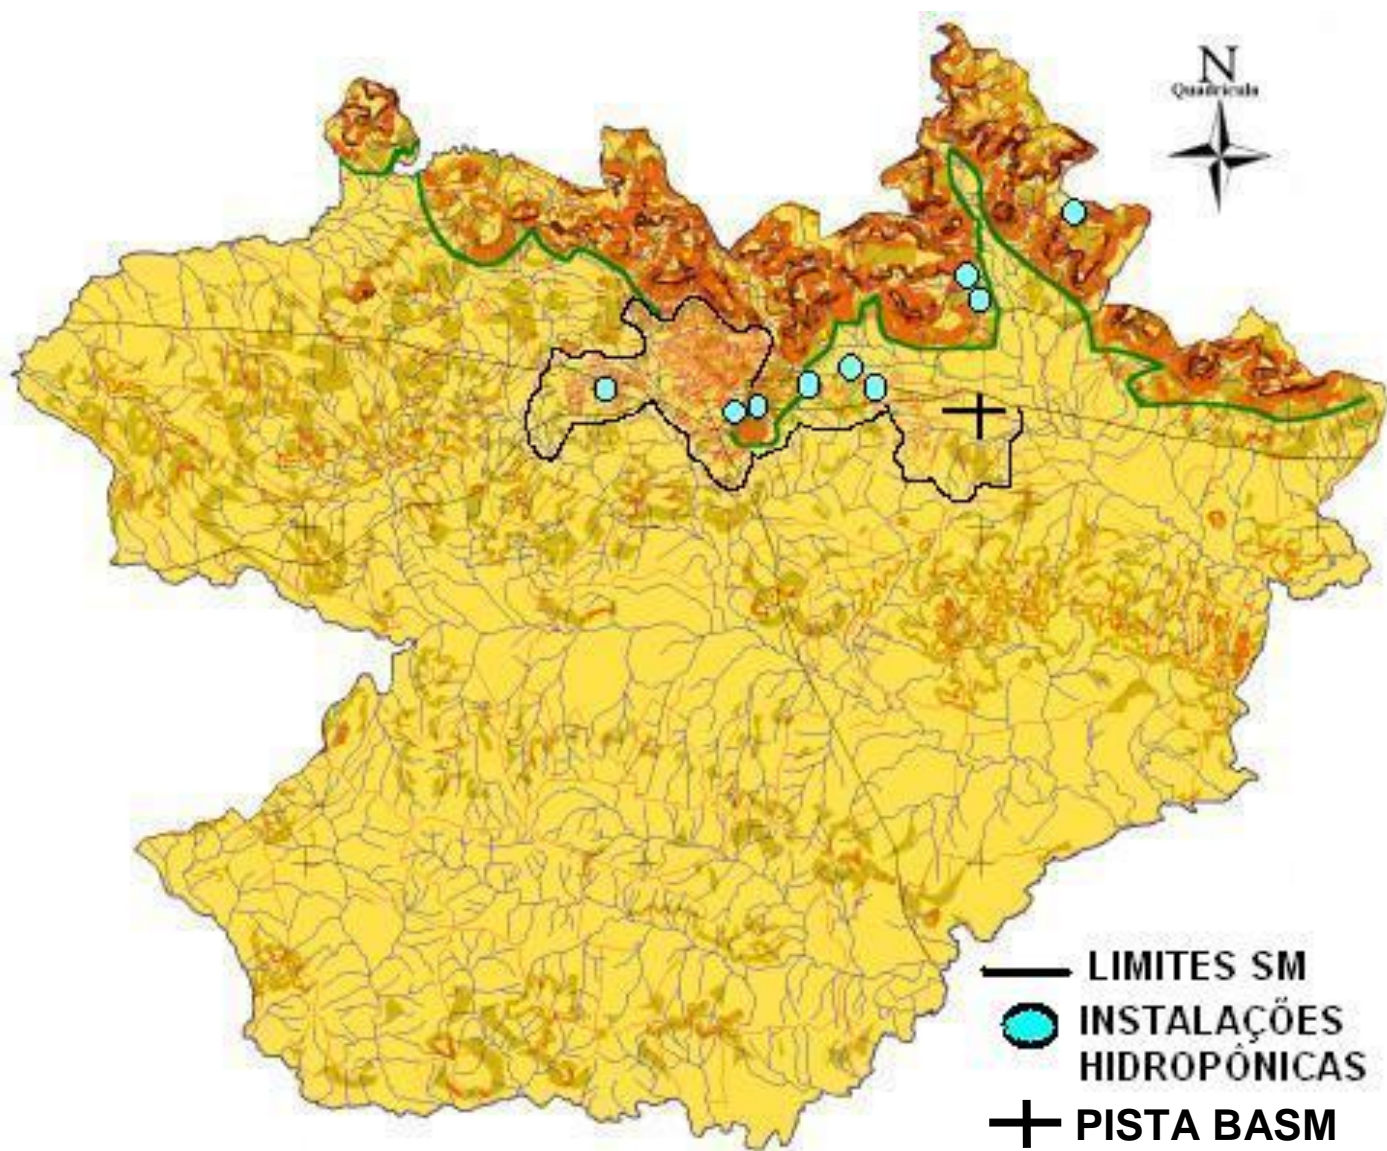 N
Quadrícula
LIMITES SM
INSTALAÇÕES
HIDROPÔNICAS
PISTA BASM